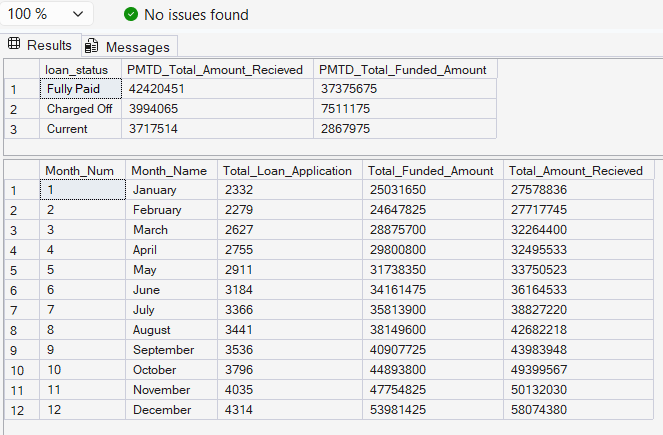 100 % No issues found
Results Messages
loan_status PMTD_Total_Amount_Recieved PMTD_Total_Funded_Amount
1 Fully Paid 42420451 37375675
2 Charged Off 3994065 7511175
3 Current 3717514 2867975
Month_Num Month_Name Total_Loan_Application Total_Funded_Amount Total_Amount_Recieved
1 1 January 2332 25031650 27578836
2 2 February 2279 24647825 27717745
3 3 March 2627 28875700 32264400
4 4 April 2755 29800800 32495533
5 5 May 2911 31738350 33750523
6 6 June 3184 34161475 36164533
7 7 July 3366 35813900 38827220
8 8 August 3441 38149600 42682218
9 9 September 3536 40907725 43983948
10 10 October 3796 44893800 49399567
11 11 November 4035 47754825 50132030
12 12 December 4314 53981425 58074380